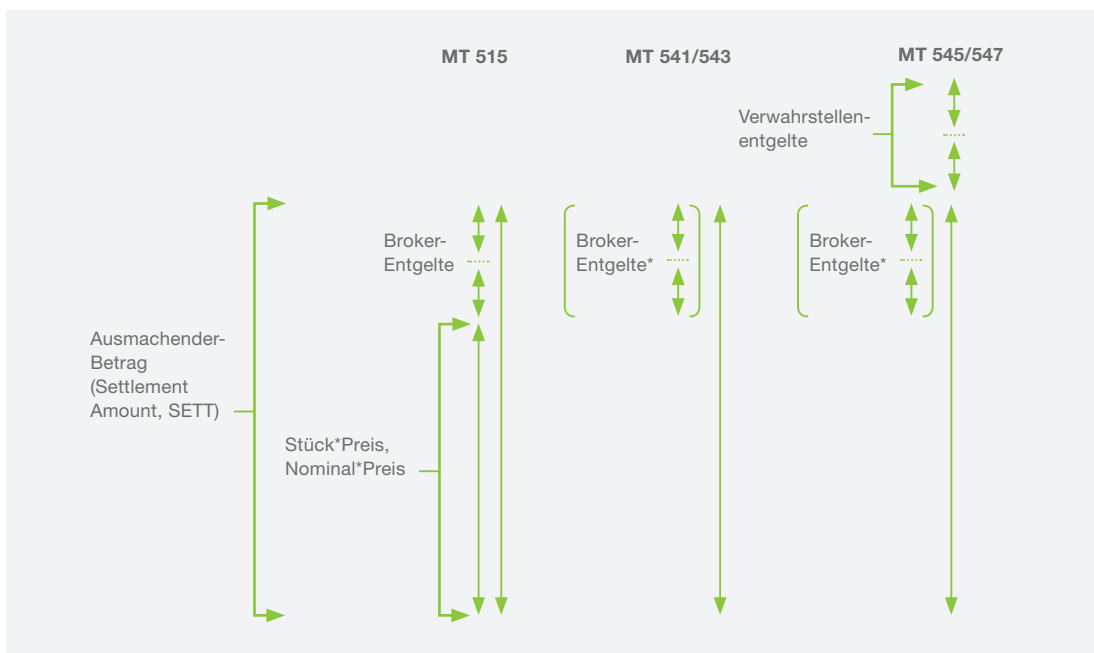 MT 515
MT 541/543
MT 545/547
Verwahrstellen-
entgelte
Broker-
Entgelte
Broker-
Entgelte*
Broker-
Entgelte*
Ausmachender-
Betrag
(Settlement
Amount, SETT)
Stück*Preis,
Nominal*Preis